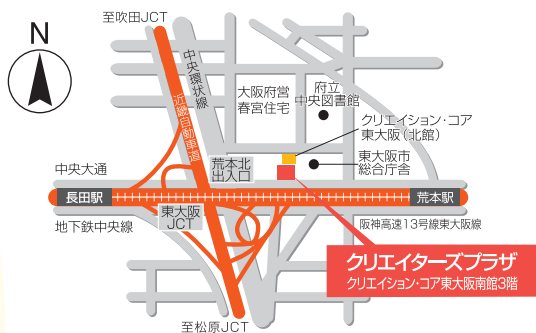 至吹田JCT
N
中央環状線
近畿自動車道
大阪府営
春宮住宅
府立
中央図書館
クリエイション・コア
東大阪(北館)
荒本北
出入口
東大阪市
総合庁舎
中央大通
長田駅
荒本駅
東大阪
JCT
地下鉄中央線
阪神高速13号線東大阪線
クリエイターズプラザ
クリエイション・コア東大阪南館3階
至松原JCT